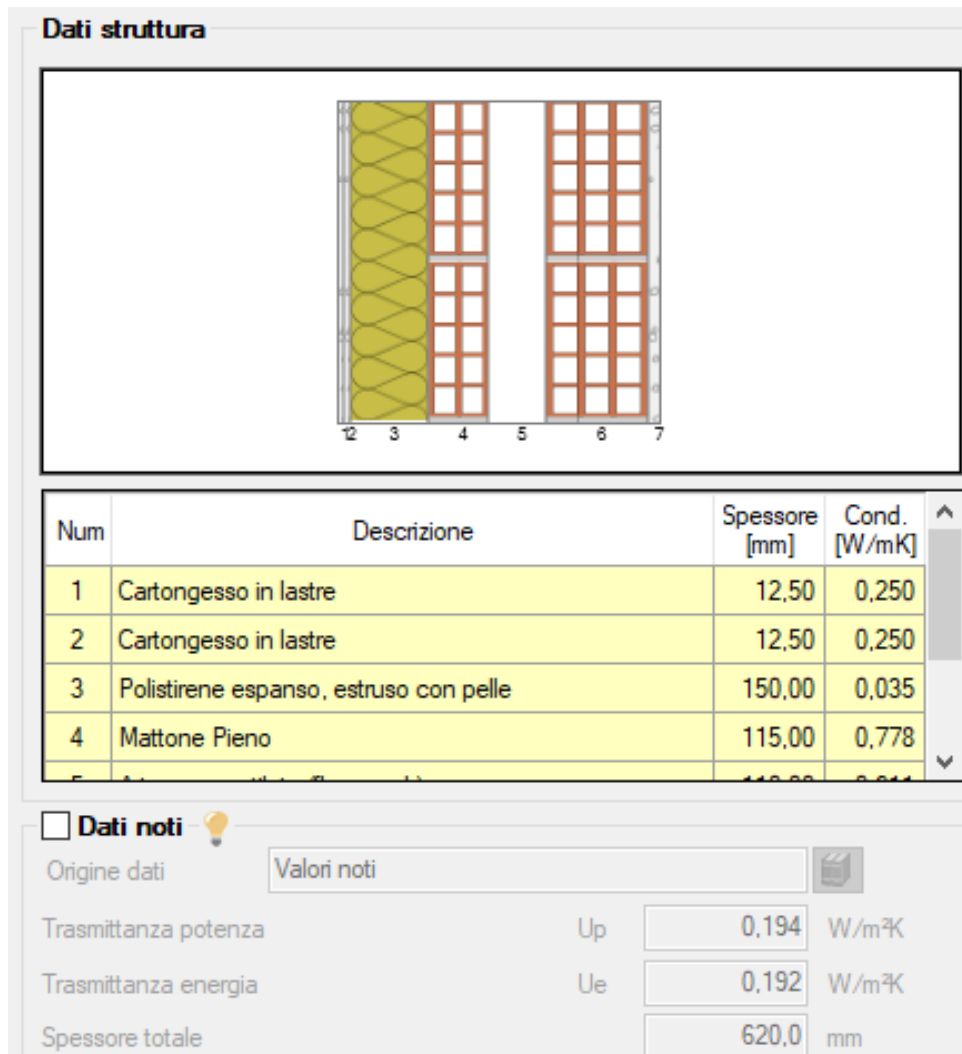 Dati struttura
12 3 4 5 6 7
Num Descrizione Spessore [mm] Cond. [W/mK]
1 Cartongesso in lastre 12,50 0,250
2 Cartongesso in lastre 12,50 0,250
3 Polistirene espanso, estruso con pelle 150,00 0,035
4 Mattone Pieno 115,00 0,778
Dati noti
Origine dati Valori noti
Trasmittanza potenza Up 0,194 W/m²K
Trasmittanza energia Ue 0,192 W/m²K
Spessore totale 620,0 mm